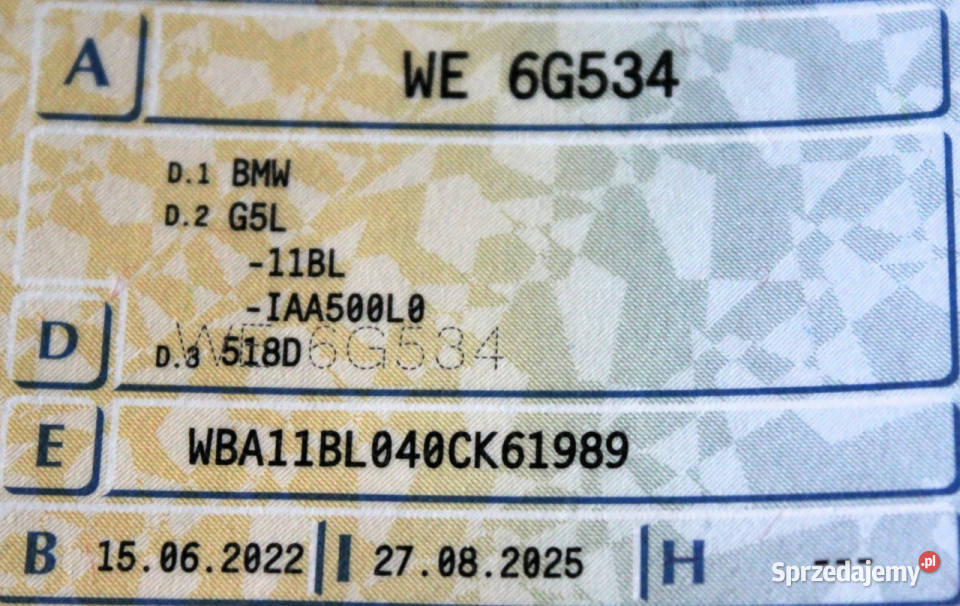 A WE 6G534
D.1 BMW
D.2 G5L
-11BL
-IAA500L0
D D.3 518D
WE 6G534
E WBA11BL040CK61989
B 15.06.2022 I 27.08.2025 H ---
Sprzedajemy.pl